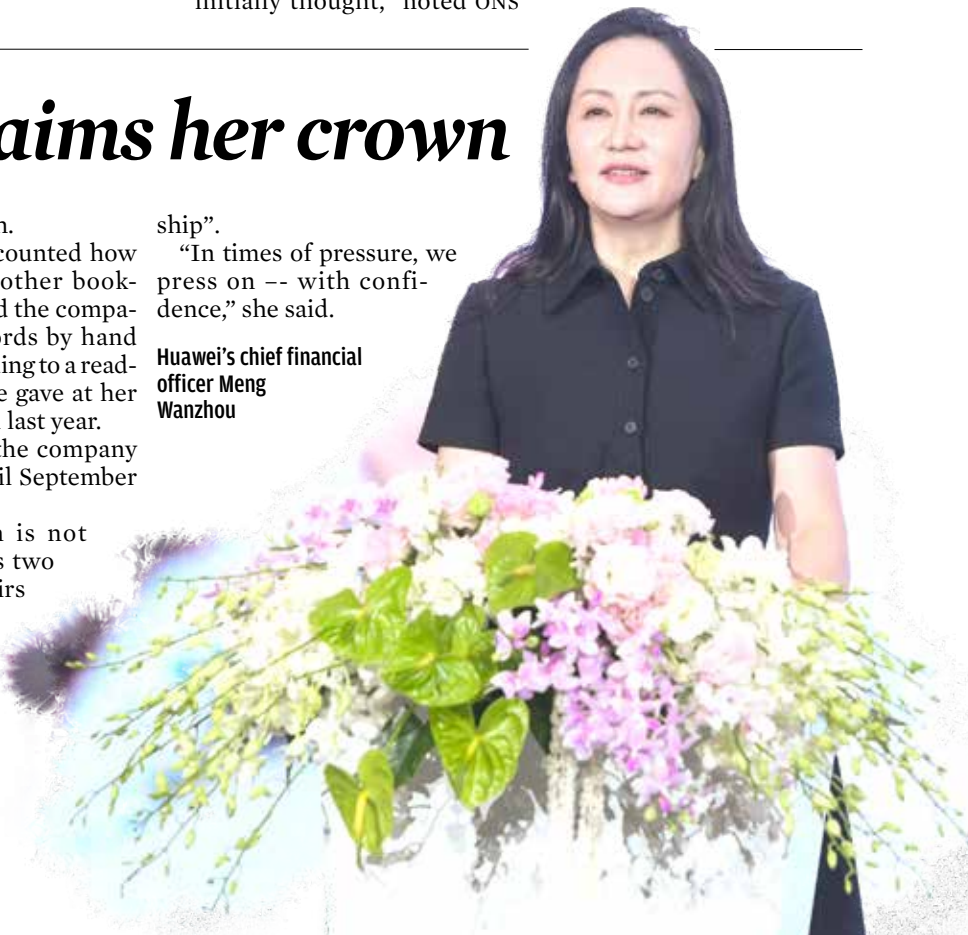 initially thought,” noted ONS
aims her crown
n.
counted how
other book-
d the compa-
ords by hand
ing to a read-
e gave at her
last year.
the company
il September
n is not
s two
irs
ship”.
“In times of pressure, we
press on –- with confi-
dence,” she said.
Huawei’s chief financial
officer Meng
Wanzhou